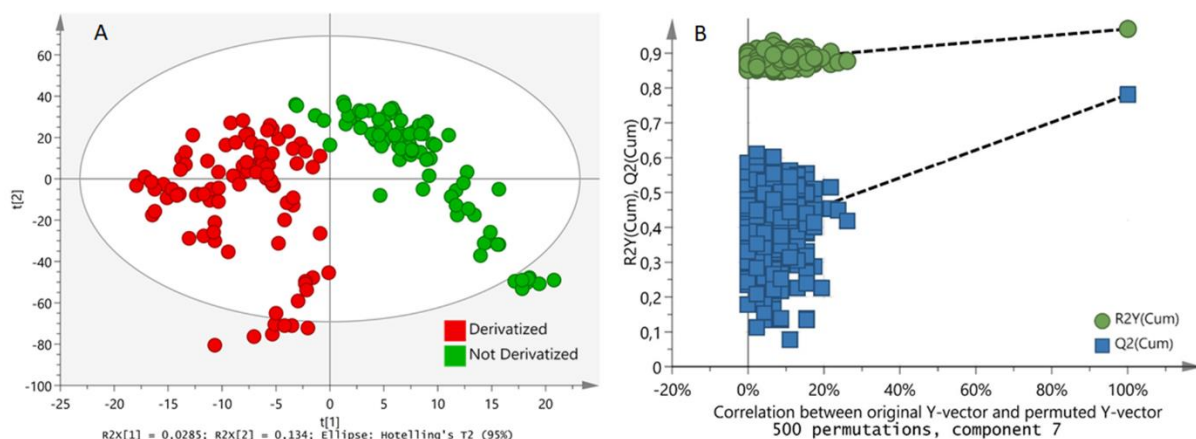 A
60
40
20
0
-20
-40
-60
-80
-100
t[2]
-25 -20 -15 -10 -5 0 5 10 15 20
t[1]
Derivatized
Not Derivatized
R2X[1] = 0.0285; R2X[2] = 0.134; Ellipse: Hotelling's T2 (95%)
B
0,9
0,8
0,7
0,6
0,5
0,4
0,3
0,2
0,1
0
R2Y(Cum), Q2(Cum)
R2Y(Cum)
Q2(Cum)
-20% 0% 20% 40% 60% 80% 100%
Correlation between original Y-vector and permuted Y-vector
500 permutations, component 7